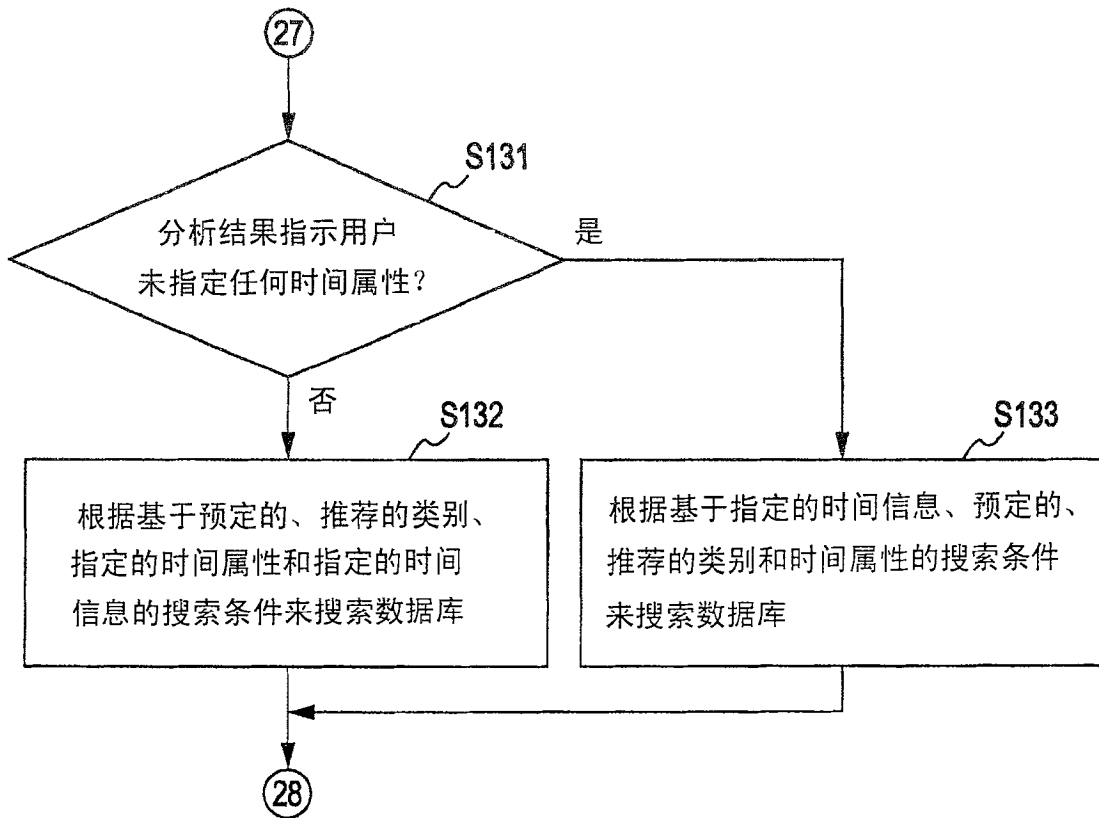 27
S131
分析结果指示用户
未指定任何时间属性?
是
否
S132
根据基于预定的、推荐的类别、
指定的时间属性和指定的时间
信息的搜索条件来搜索数据库
S133
根据基于指定的时间信息、预定的、
推荐的类别和时间属性的搜索条件
来搜索数据库
28